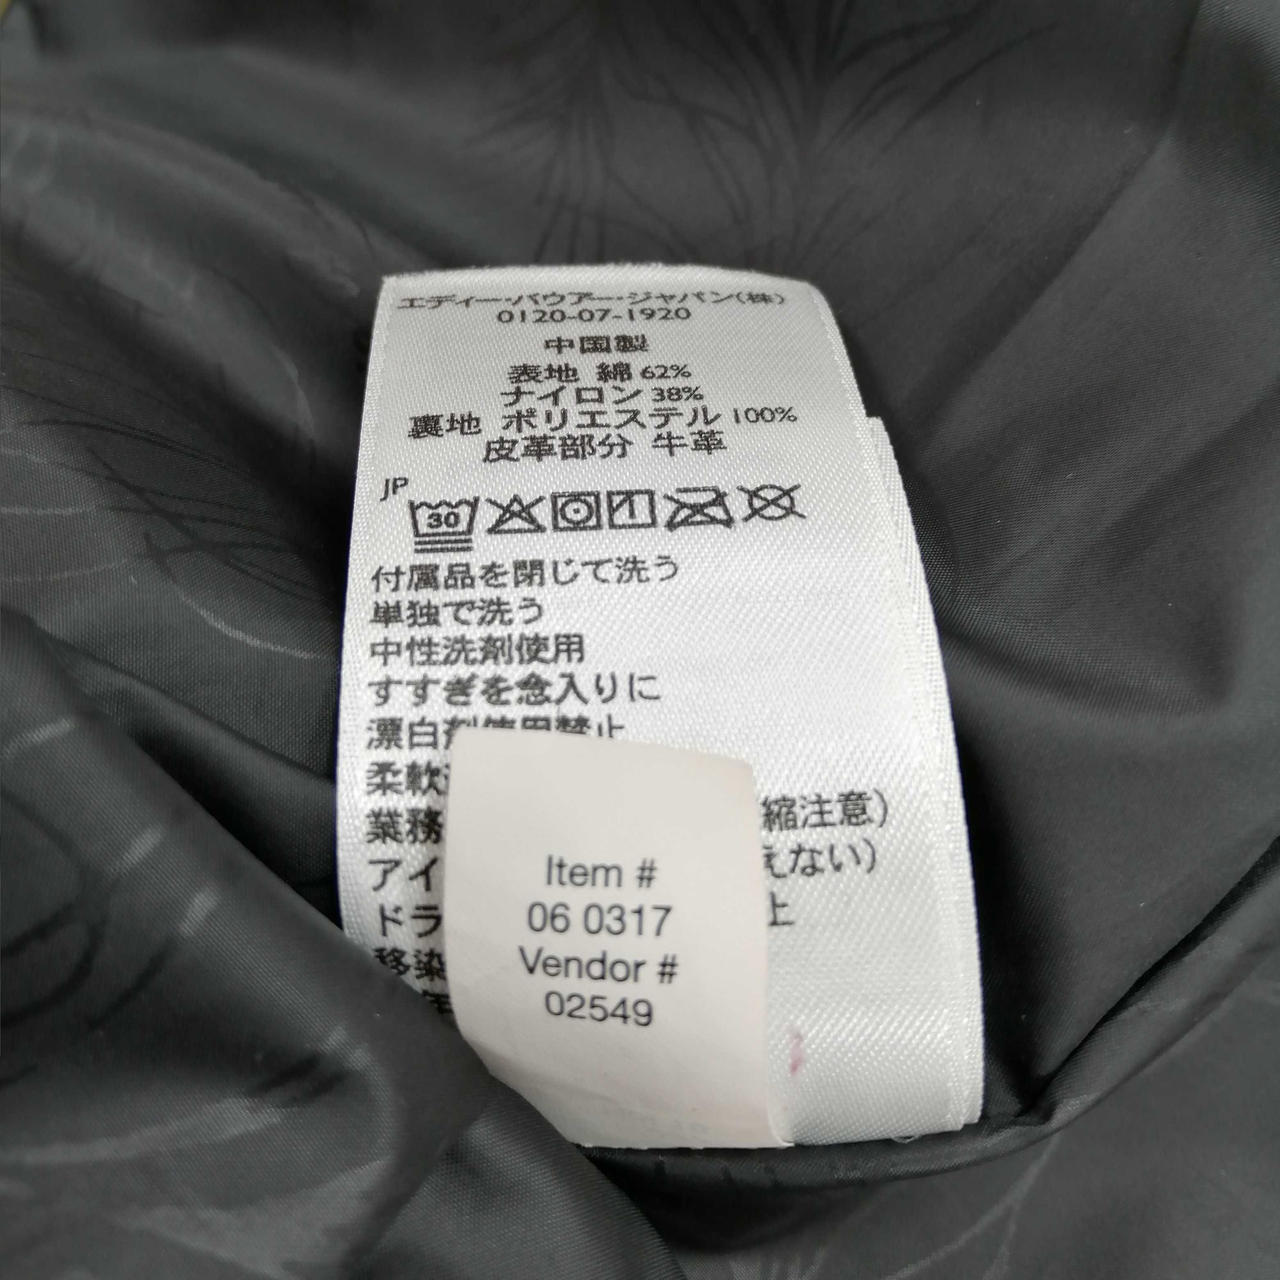 エディー・バウアー・ジャパン(株)
0120-07-1920
中国製
表地 綿 62%
ナイロン 38%
裏地 ポリエステル 100%
皮革部分 牛革
JP
30
付属品を閉じて洗う
単独で洗う
中性洗剤使用
すすぎを念入りに
漂白剤使用禁止
柔軟
業務 縮注意)
アイ えない)
ドラ 止
移染
Item #
06 0317
Vendor #
02549